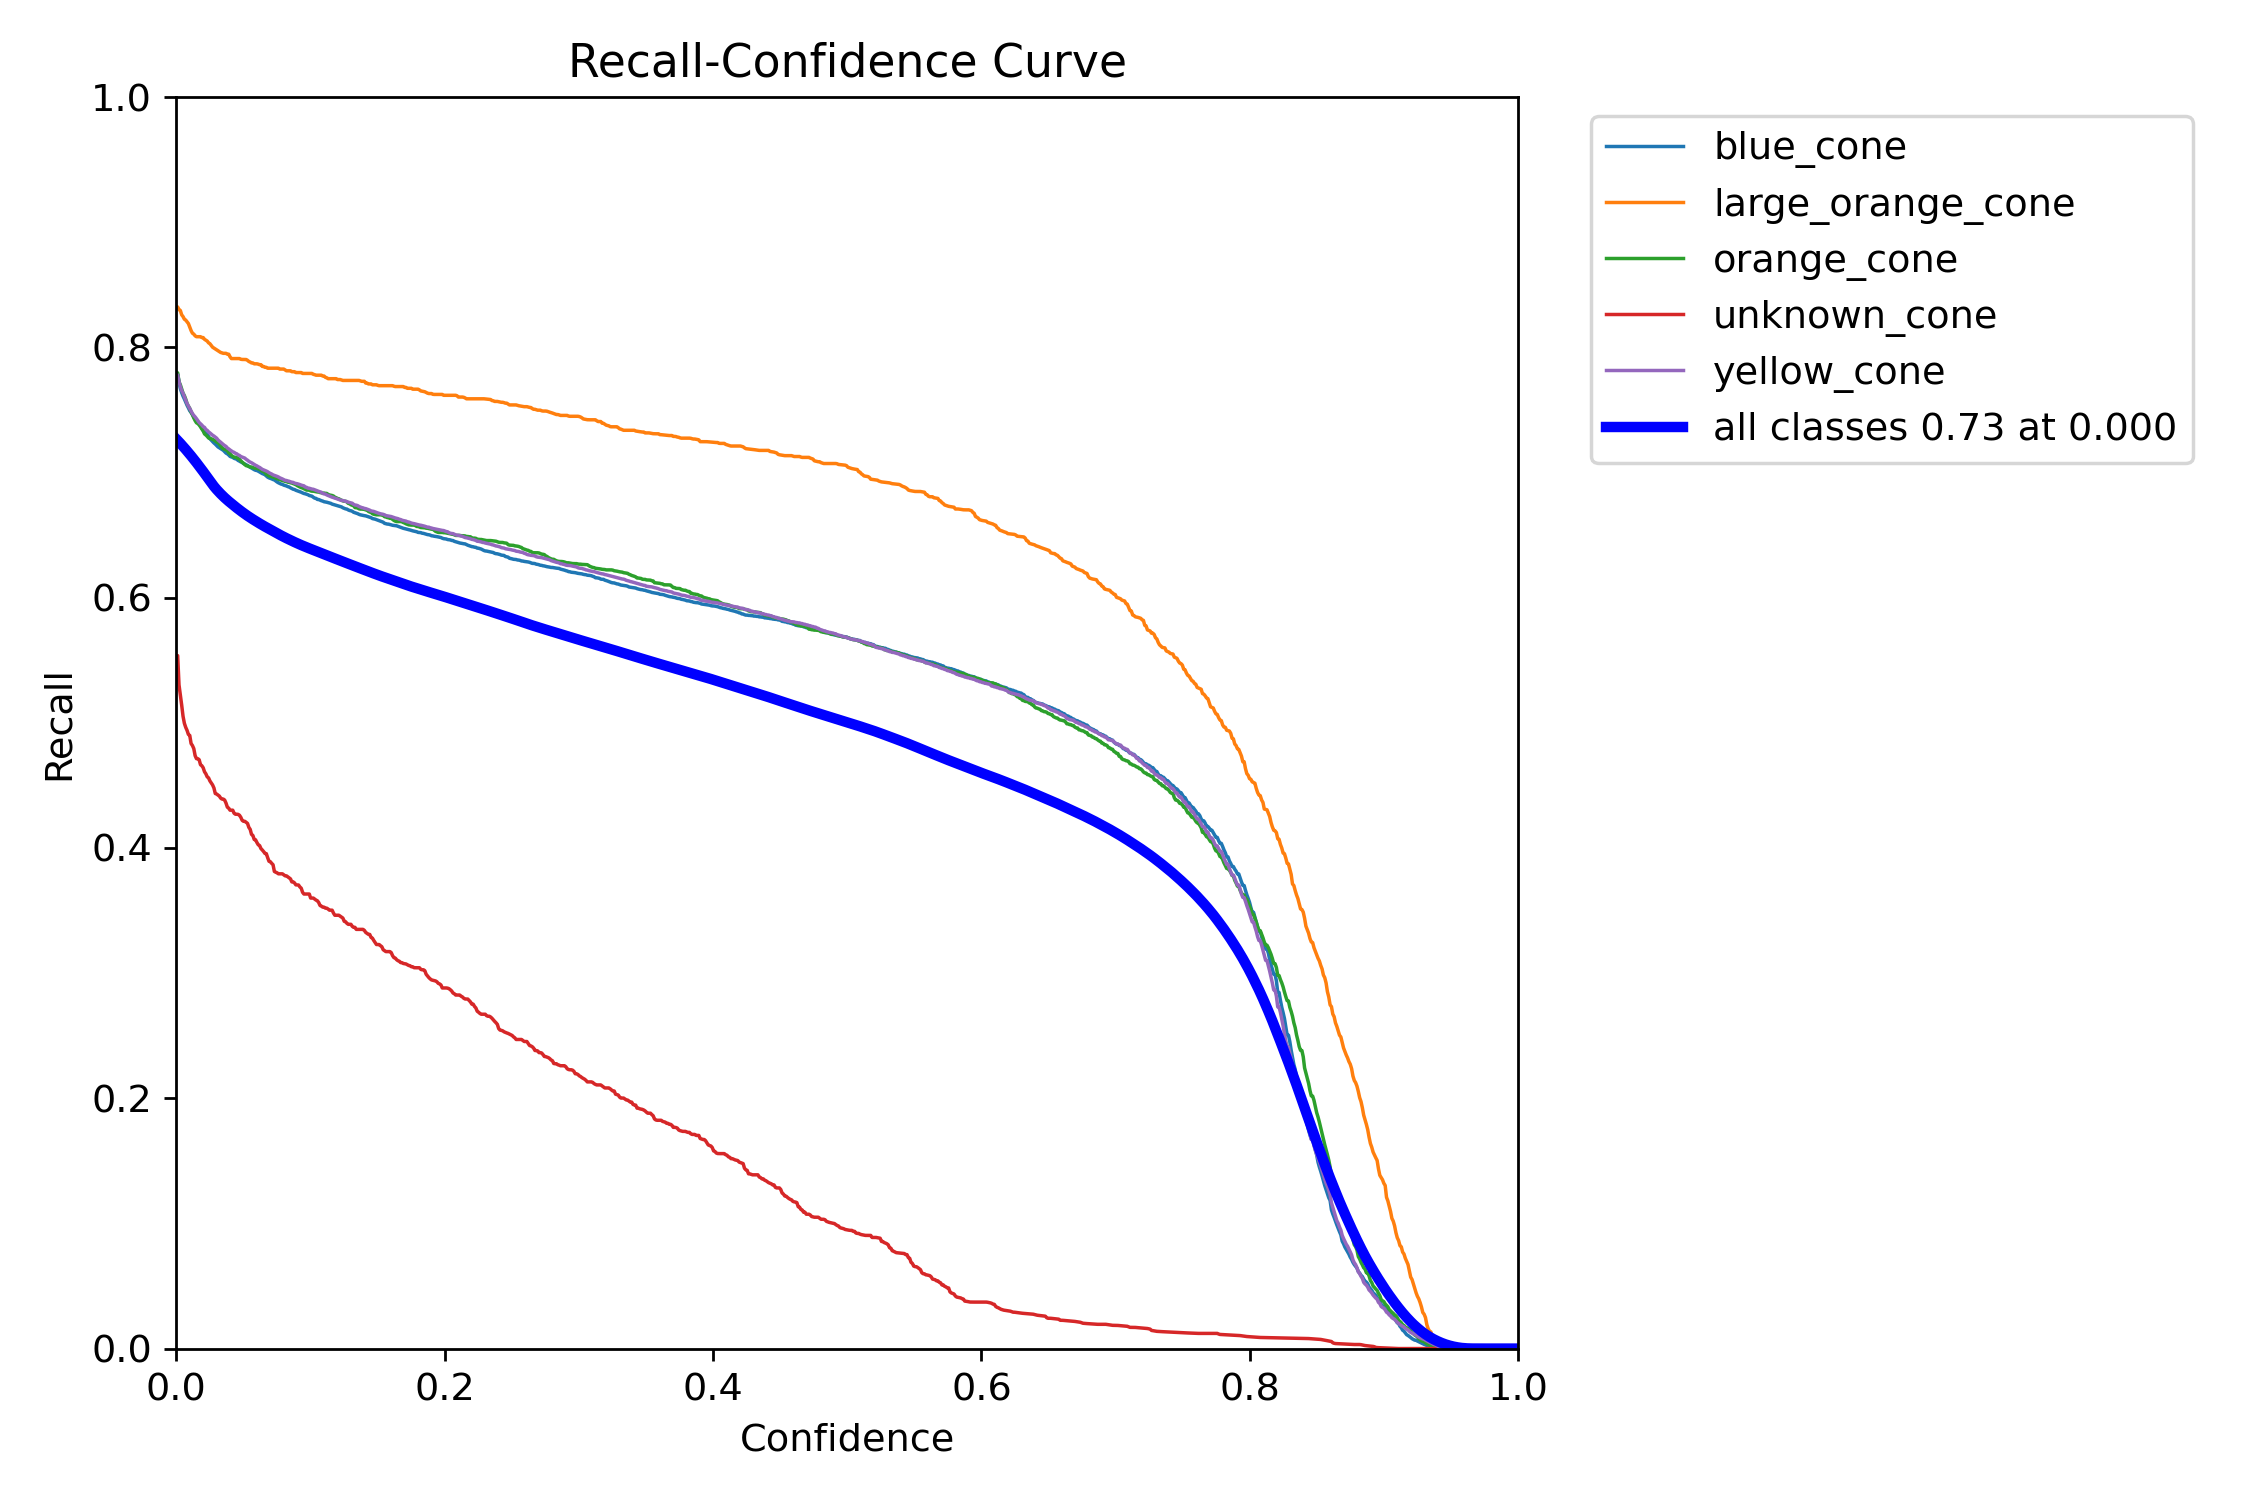 Recall-Confidence Curve
1.0
0.8
0.6
0.4
0.2
0.0
Recall
0.0 0.2 0.4 0.6 0.8 1.0
Confidence
blue_cone
large_orange_cone
orange_cone
unknown_cone
yellow_cone
all classes 0.73 at 0.000